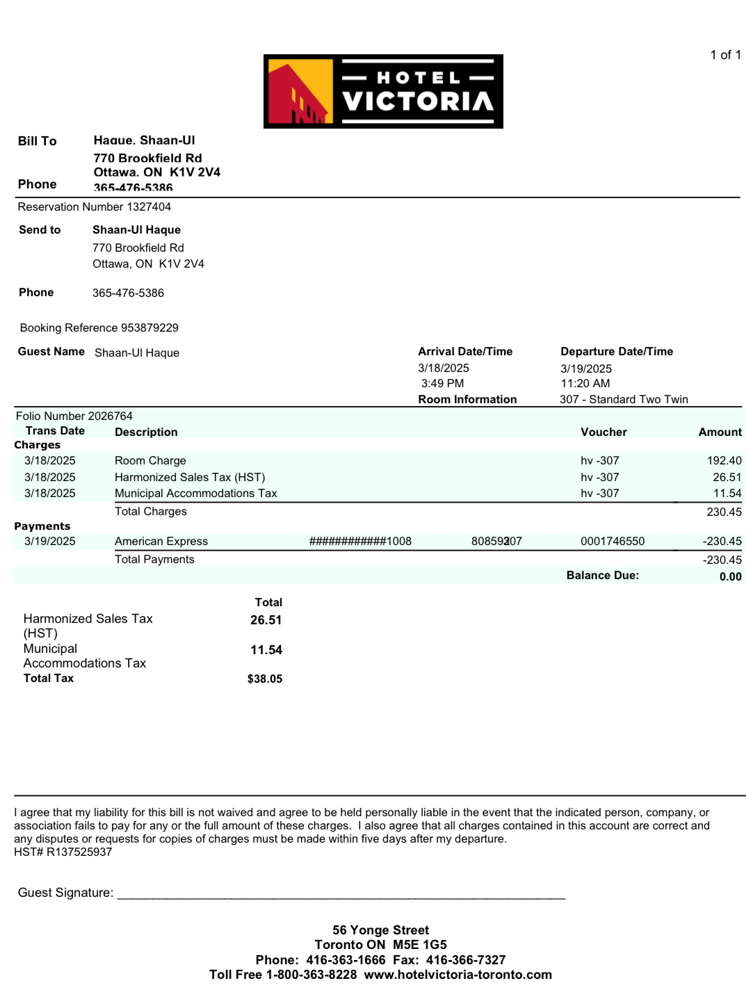 1 of 1
HOTEL
VICTORIA
Bill To Haque, Shaan-Ul
770 Brookfield Rd
Ottawa, ON K1V 2V4
Phone 365-476-5386
Reservation Number 1327404
Send to Shaan-Ul Haque
770 Brookfield Rd
Ottawa, ON K1V 2V4
Phone 365-476-5386
Booking Reference 953879229
Guest Name Shaan-Ul Haque Arrival Date/Time Departure Date/Time
3/18/2025 3/19/2025
3:49 PM 11:20 AM
Room Information 307 - Standard Two Twin
Folio Number 2026764
Trans Date Description Voucher Amount
Charges
3/18/2025 Room Charge hv -307 192.40
3/18/2025 Harmonized Sales Tax (HST) hv -307 26.51
3/18/2025 Municipal Accommodations Tax hv -307 11.54
Total Charges 230.45
Payments
3/19/2025 American Express ############1008 0001746550 -230.45
Total Payments -230.45
Balance Due: 0.00
Total
Harmonized Sales Tax 26.51
(HST)
Municipal 11.54
Accommodations Tax
Total Tax $38.05
I agree that my liability for this bill is not waived and agree to be held personally liable in the event that the indicated person, company, or
association fails to pay for any or the full amount of these charges. I also agree that all charges contained in this account are correct and
any disputes or requests for copies of charges must be made within five days after my departure.
HST# R137525937
Guest Signature: ________________________________________________________________
56 Yonge Street
Toronto ON M5E 1G5
Phone: 416-363-1666 Fax: 416-366-7327
Toll Free 1-800-363-8228 www.hotelvictoria-toronto.com